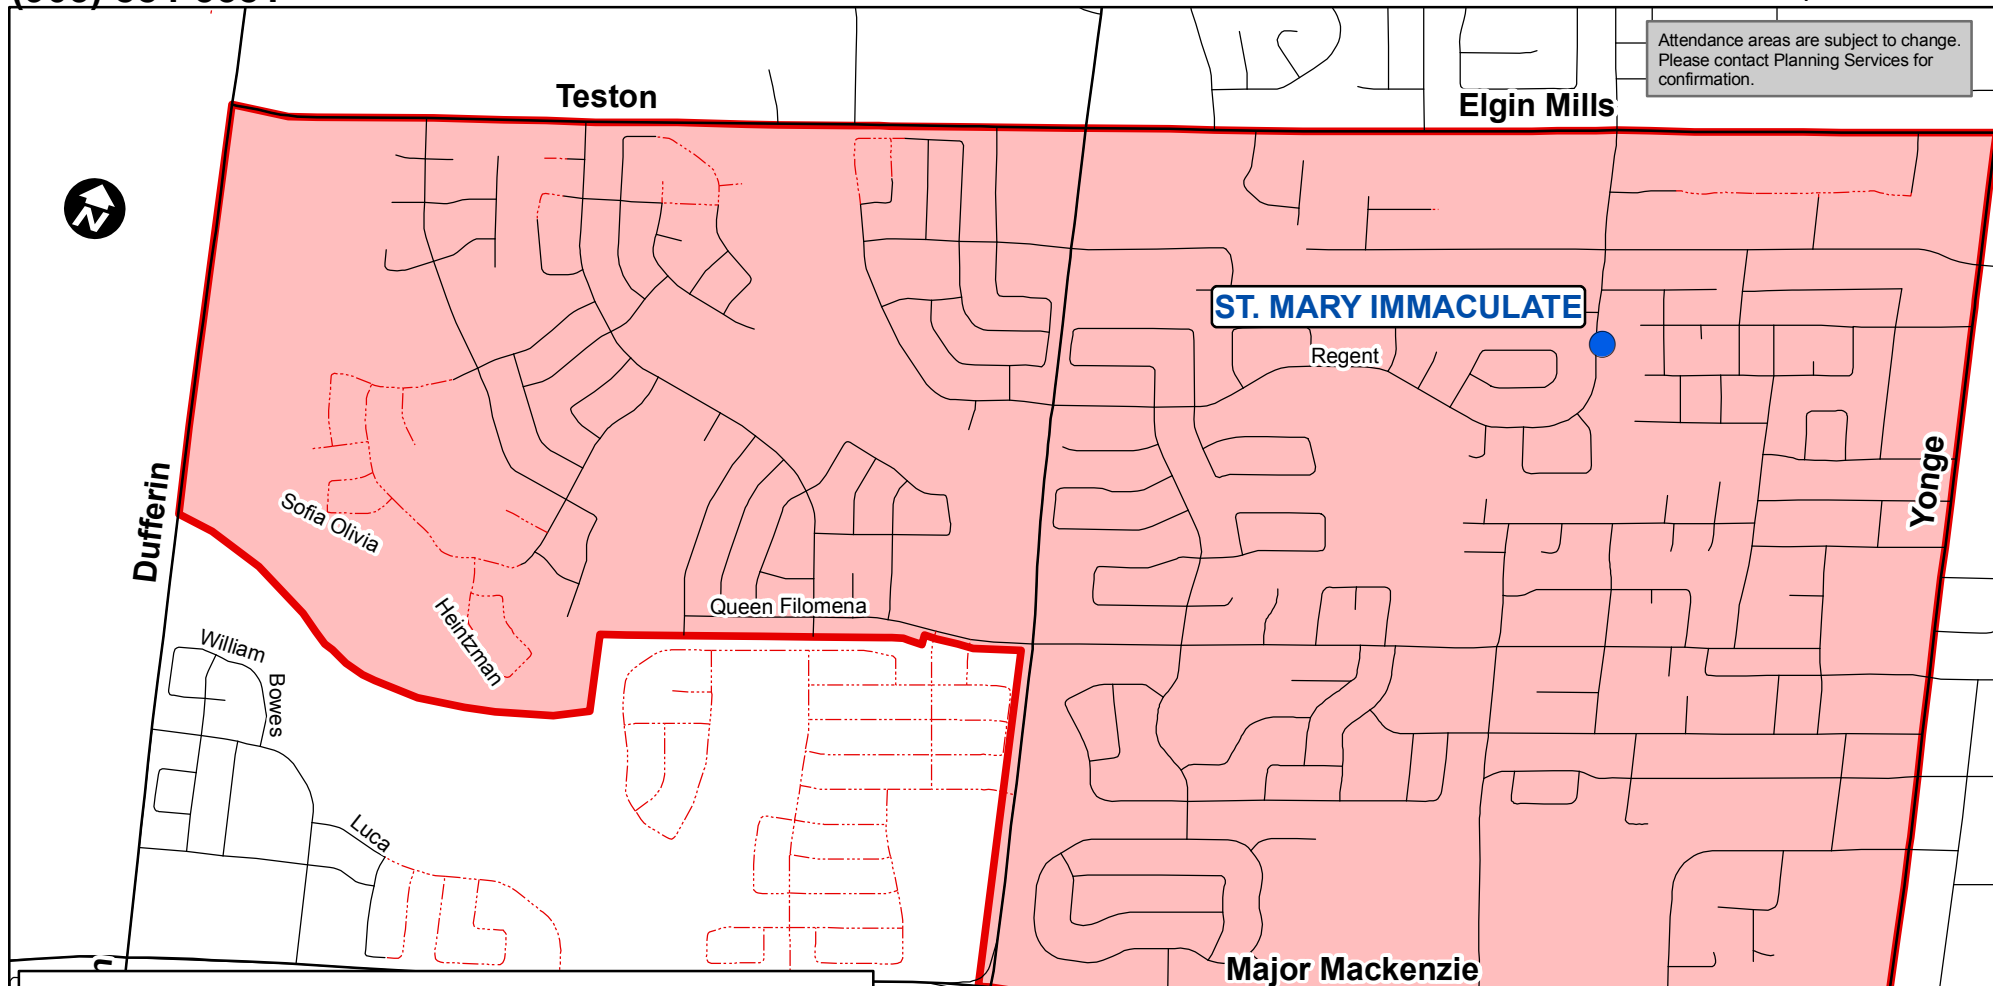 Attendance areas are subject to change.
Please contact Planning Services for
confirmation.
Teston
Elgin Mills
N
ST. MARY IMMACULATE
Regent
Dufferin
Yonge
Sofia Olivia
Heintzman
Queen Filomena
William
Bowes
Luca
Major Mackenzie